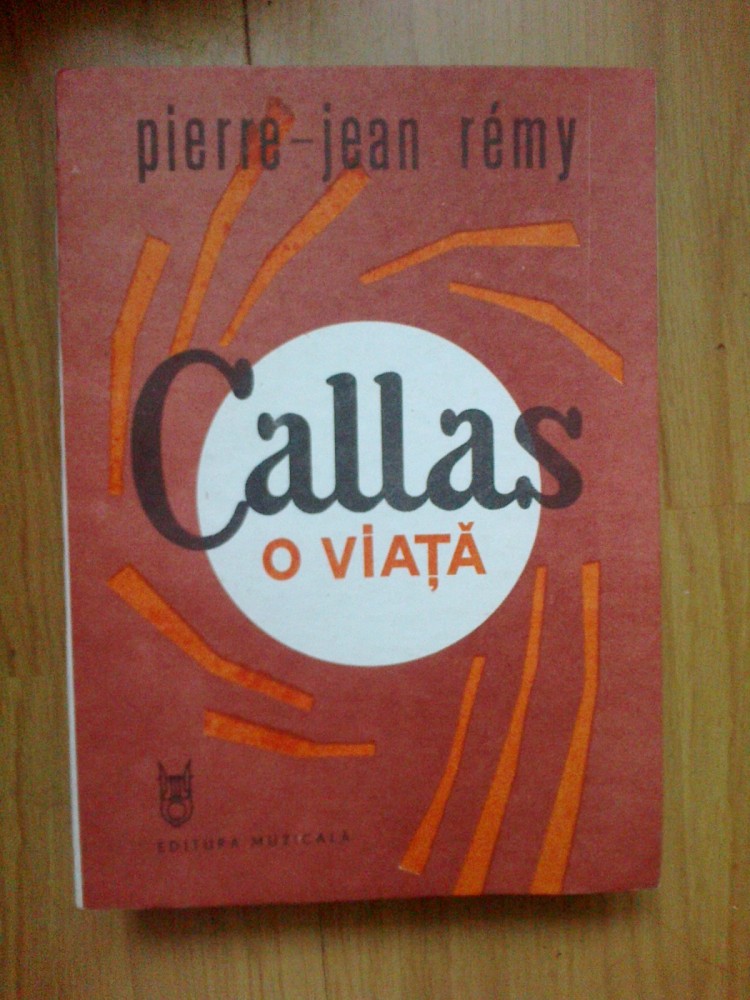 pierre-jean rémy
Callas
O VIAȚĂ
EDITURA MUZICALĂ